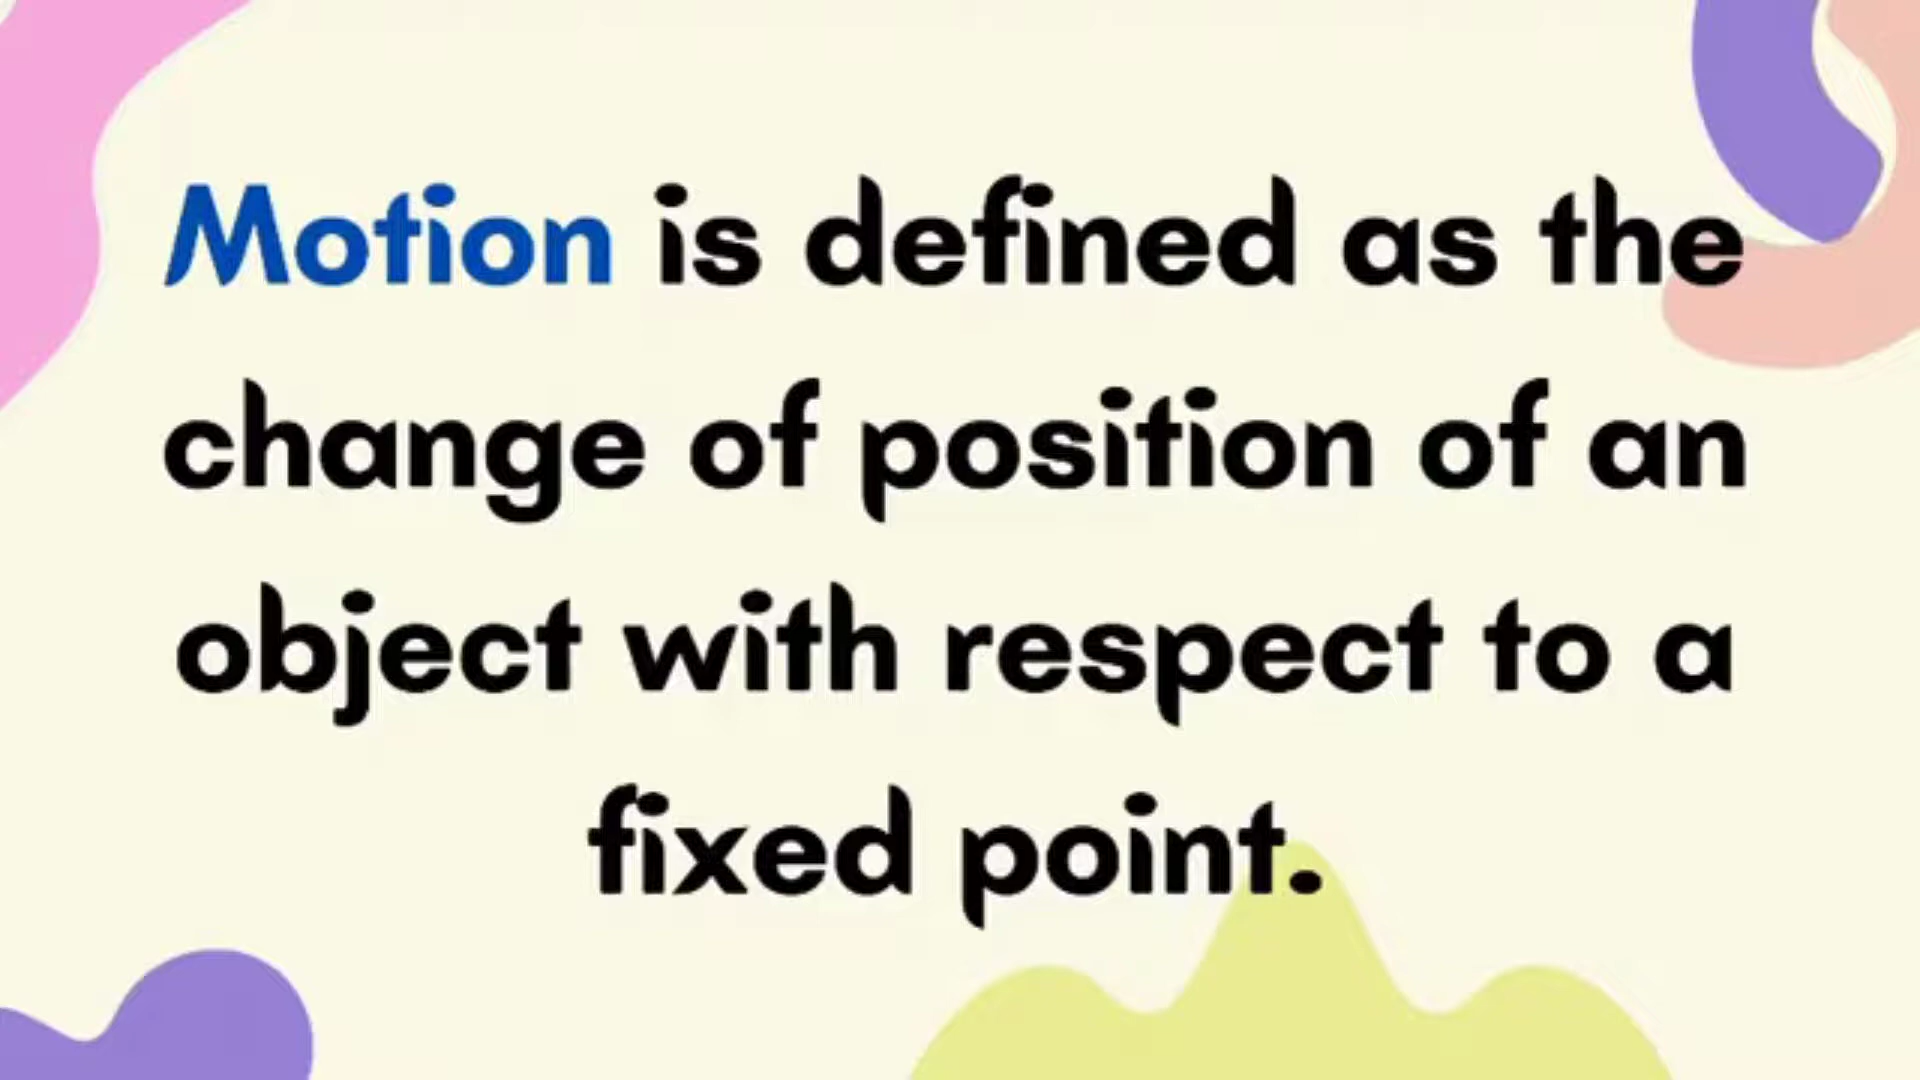 Motion is defined as the
change of position of an
object with respect to a
fixed point.